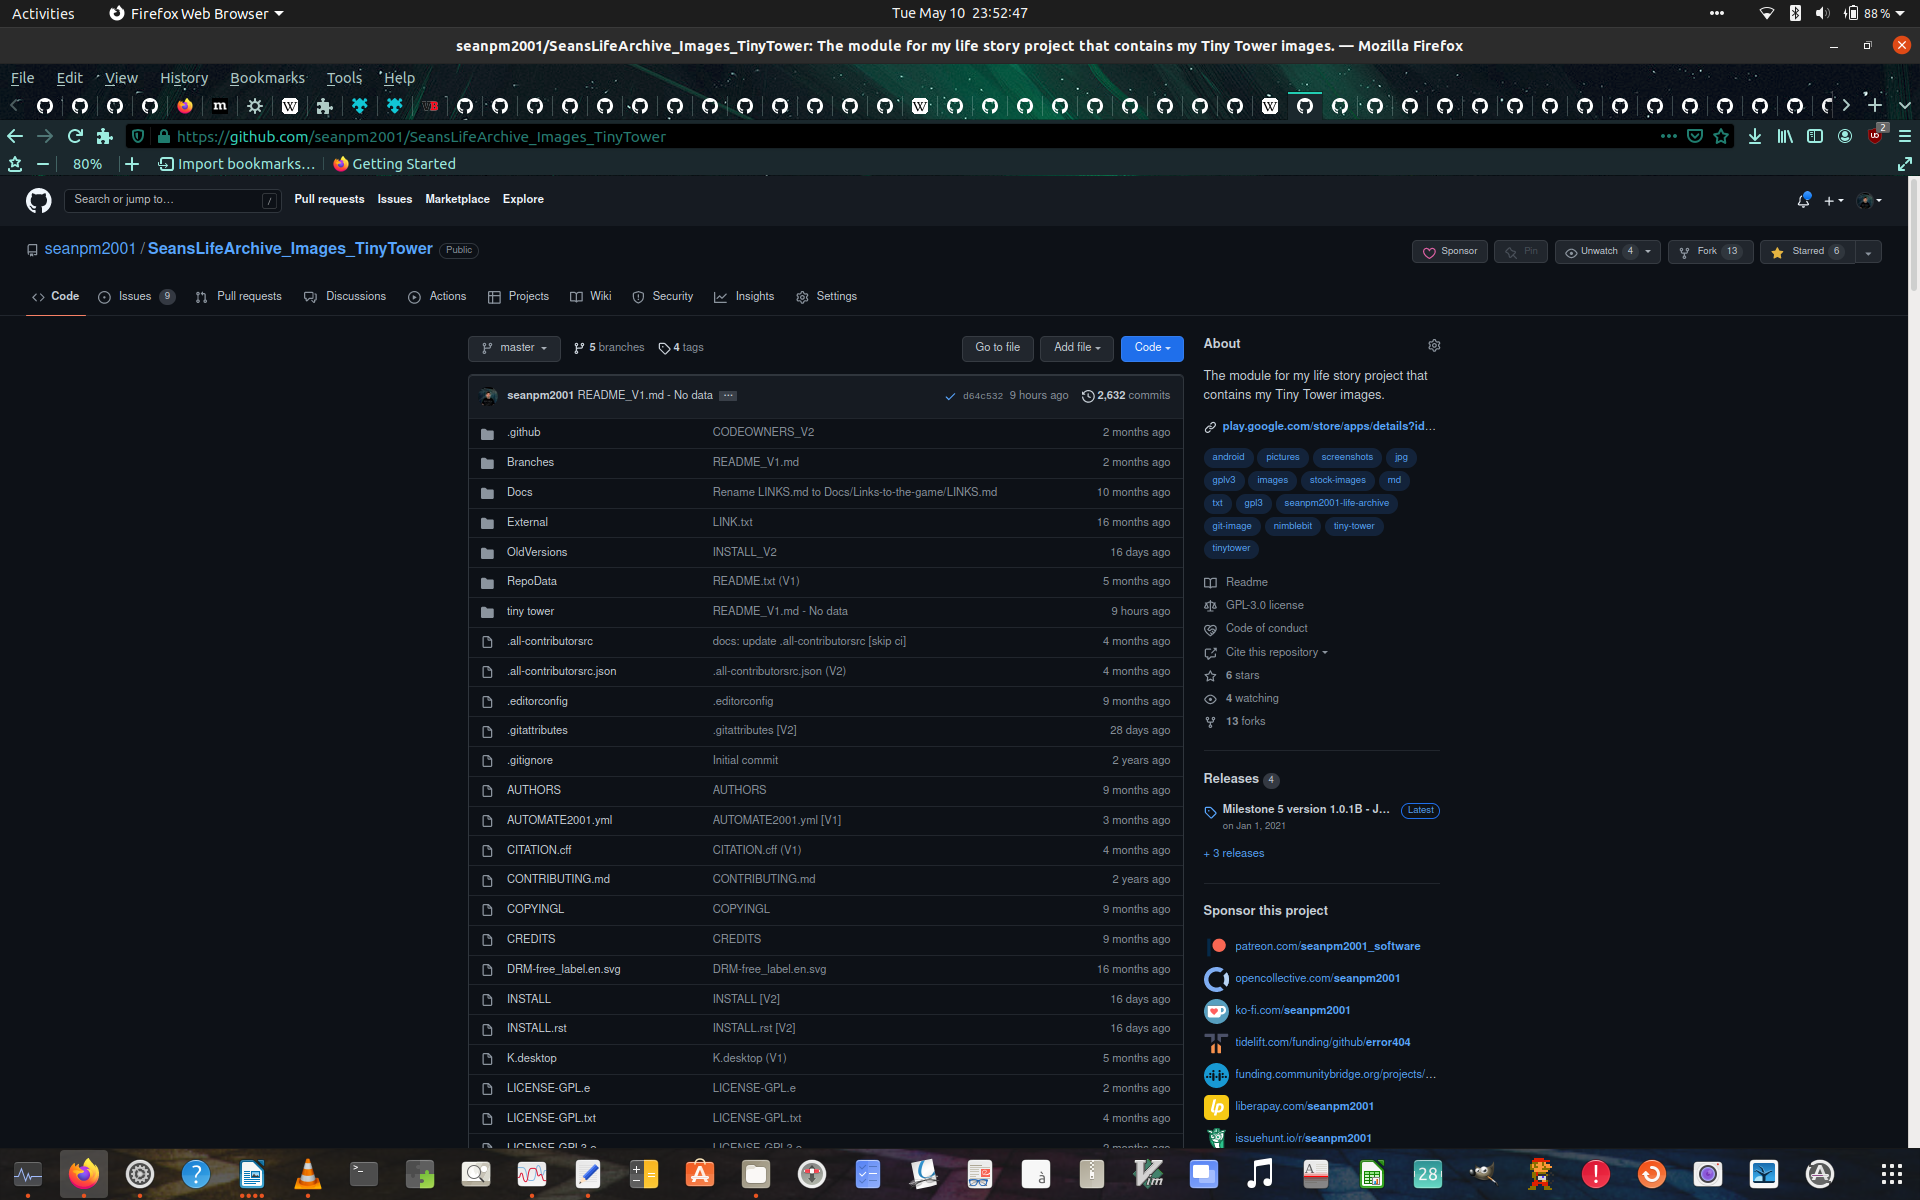 Activities
Firefox Web Browser
Tue May 10  23:52:47
88 %
seanpm2001/SeansLifeArchive_Images_TinyTower: The module for my life story project that contains my Tiny Tower images. — Mozilla Firefox
File Edit View History Bookmarks Tools Help
https://github.com/seanpm2001/SeansLifeArchive_Images_TinyTower
2
80%
Import bookmarks...
Getting Started
Search or jump to...
/
Pull requests Issues Marketplace Explore
seanpm2001 / SeansLifeArchive_Images_TinyTower Public
Sponsor
Pin
Unwatch 4
Fork 13
Starred 6
Code
Issues 9
Pull requests
Discussions
Actions
Projects
Wiki
Security
Insights
Settings
master
5 branches
4 tags
Go to file
Add file
Code
seanpm2001 README_V1.md - No data ...
d64c532 9 hours ago
2,632 commits
.github CODEOWNERS_V2 2 months ago
Branches README_V1.md 2 months ago
Docs Rename LINKS.md to Docs/Links-to-the-game/LINKS.md 10 months ago
External LINK.txt 16 months ago
OldVersions INSTALL_V2 16 days ago
RepoData README.txt (V1) 5 months ago
tiny tower README_V1.md - No data 9 hours ago
.all-contributorsrc docs: update .all-contributorsrc [skip ci] 4 months ago
.all-contributorsrc.json .all-contributorsrc.json (V2) 4 months ago
.editorconfig .editorconfig 9 months ago
.gitattributes .gitattributes [V2] 28 days ago
.gitignore Initial commit 2 years ago
AUTHORS AUTHORS 9 months ago
AUTOMATE2001.yml AUTOMATE2001.yml [V1] 3 months ago
CITATION.cff CITATION.cff (V1) 4 months ago
CONTRIBUTING.md CONTRIBUTING.md 2 years ago
COPYINGL COPYINGL 9 months ago
CREDITS CREDITS 9 months ago
DRM-free_label.en.svg DRM-free_label.en.svg 16 months ago
INSTALL INSTALL [V2] 16 days ago
INSTALL.rst INSTALL.rst [V2] 16 days ago
K.desktop K.desktop (V1) 5 months ago
LICENSE-GPL.e LICENSE-GPL.e 2 months ago
LICENSE-GPL.txt LICENSE-GPL.txt 4 months ago
About
The module for my life story project that
contains my Tiny Tower images.
play.google.com/store/apps/details?id...
android pictures screenshots jpg
gplv3 images stock-images md
txt gpl3 seanpm2001-life-archive
git-image nimblebit tiny-tower
tinytower
Readme
GPL-3.0 license
Code of conduct
Cite this repository
6 stars
4 watching
13 forks
Releases 4
Milestone 5 version 1.0.1B - J... Latest
on Jan 1, 2021
+ 3 releases
Sponsor this project
patreon.com/seanpm2001_software
opencollective.com/seanpm2001
ko-fi.com/seanpm2001
tidelift.com/funding/github/error404
funding.communitybridge.org/projects/...
liberapay.com/seanpm2001
issuehunt.io/r/seanpm2001
28